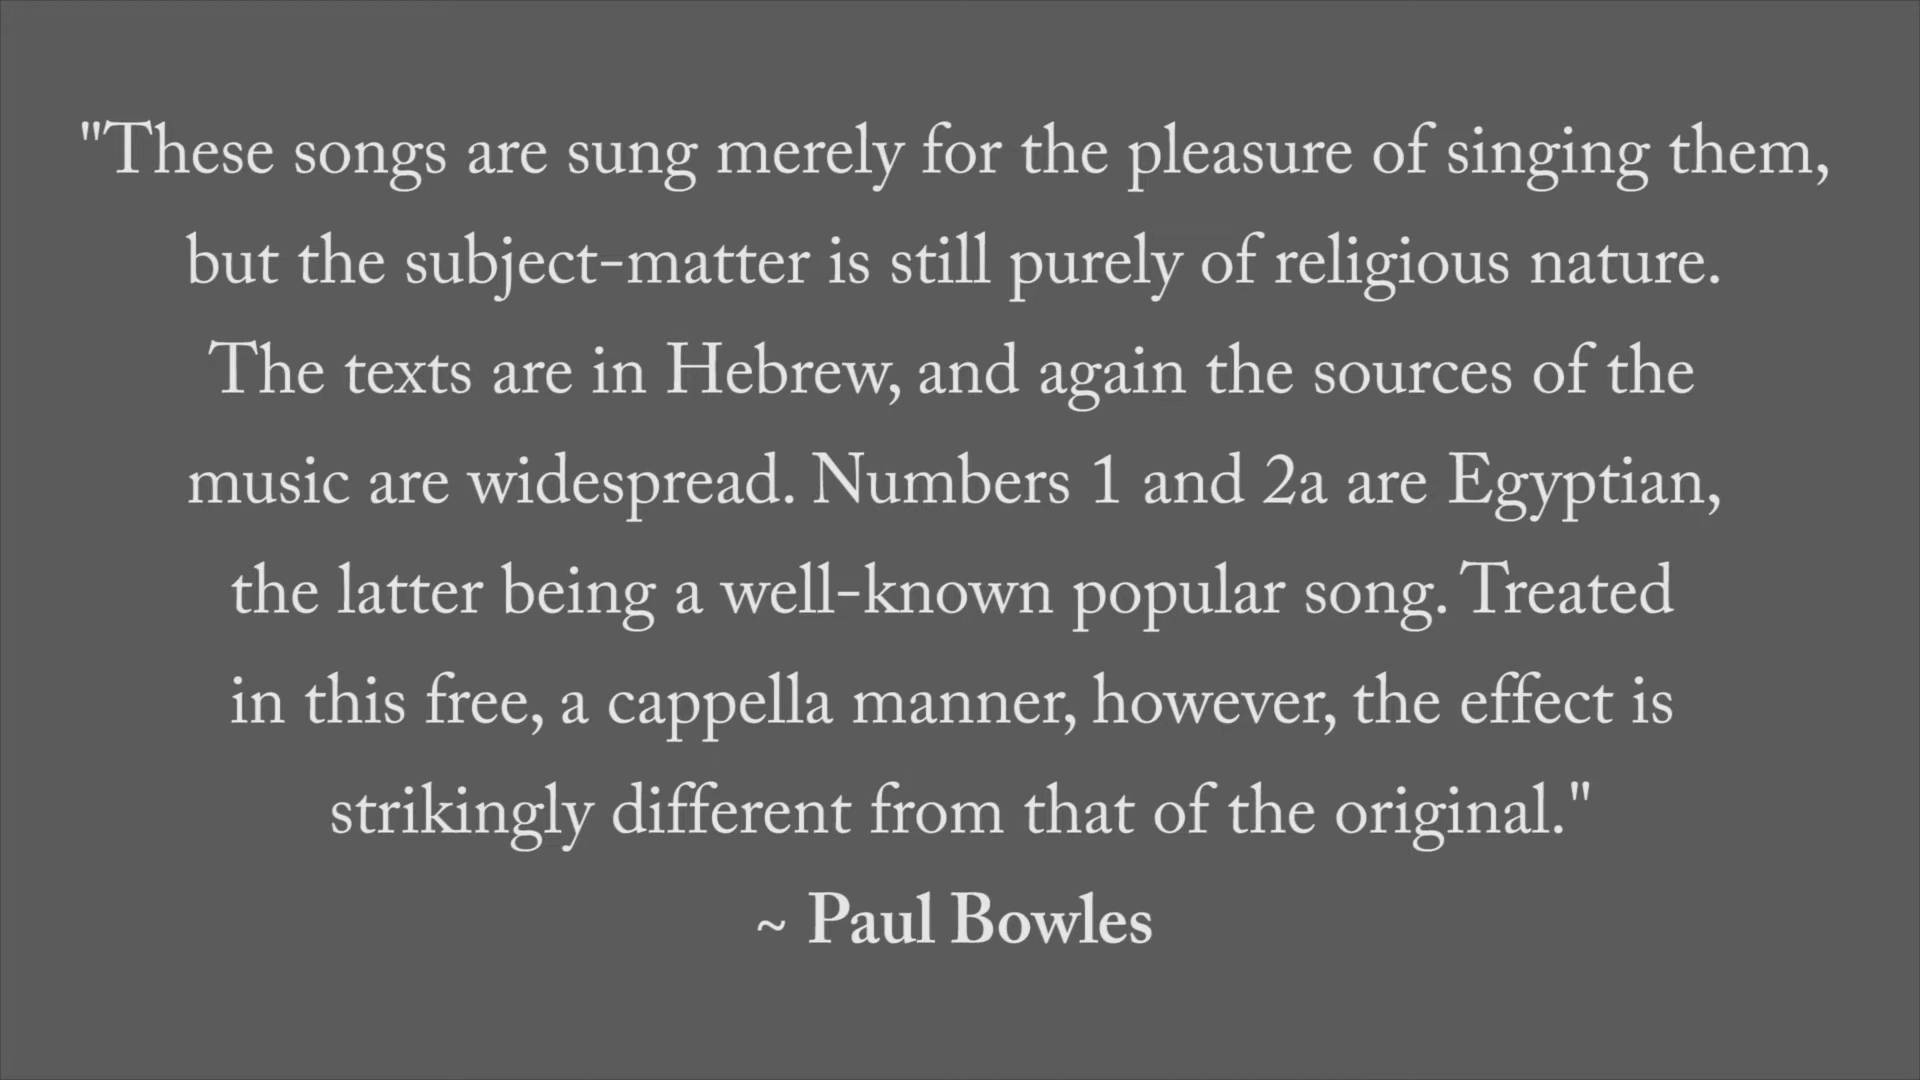 "These songs are sung merely for the pleasure of singing them,
but the subject-matter is still purely of religious nature.
The texts are in Hebrew, and again the sources of the
music are widespread. Numbers 1 and 2a are Egyptian,
the latter being a well-known popular song. Treated
in this free, a cappella manner, however, the effect is
strikingly different from that of the original."
~ Paul Bowles